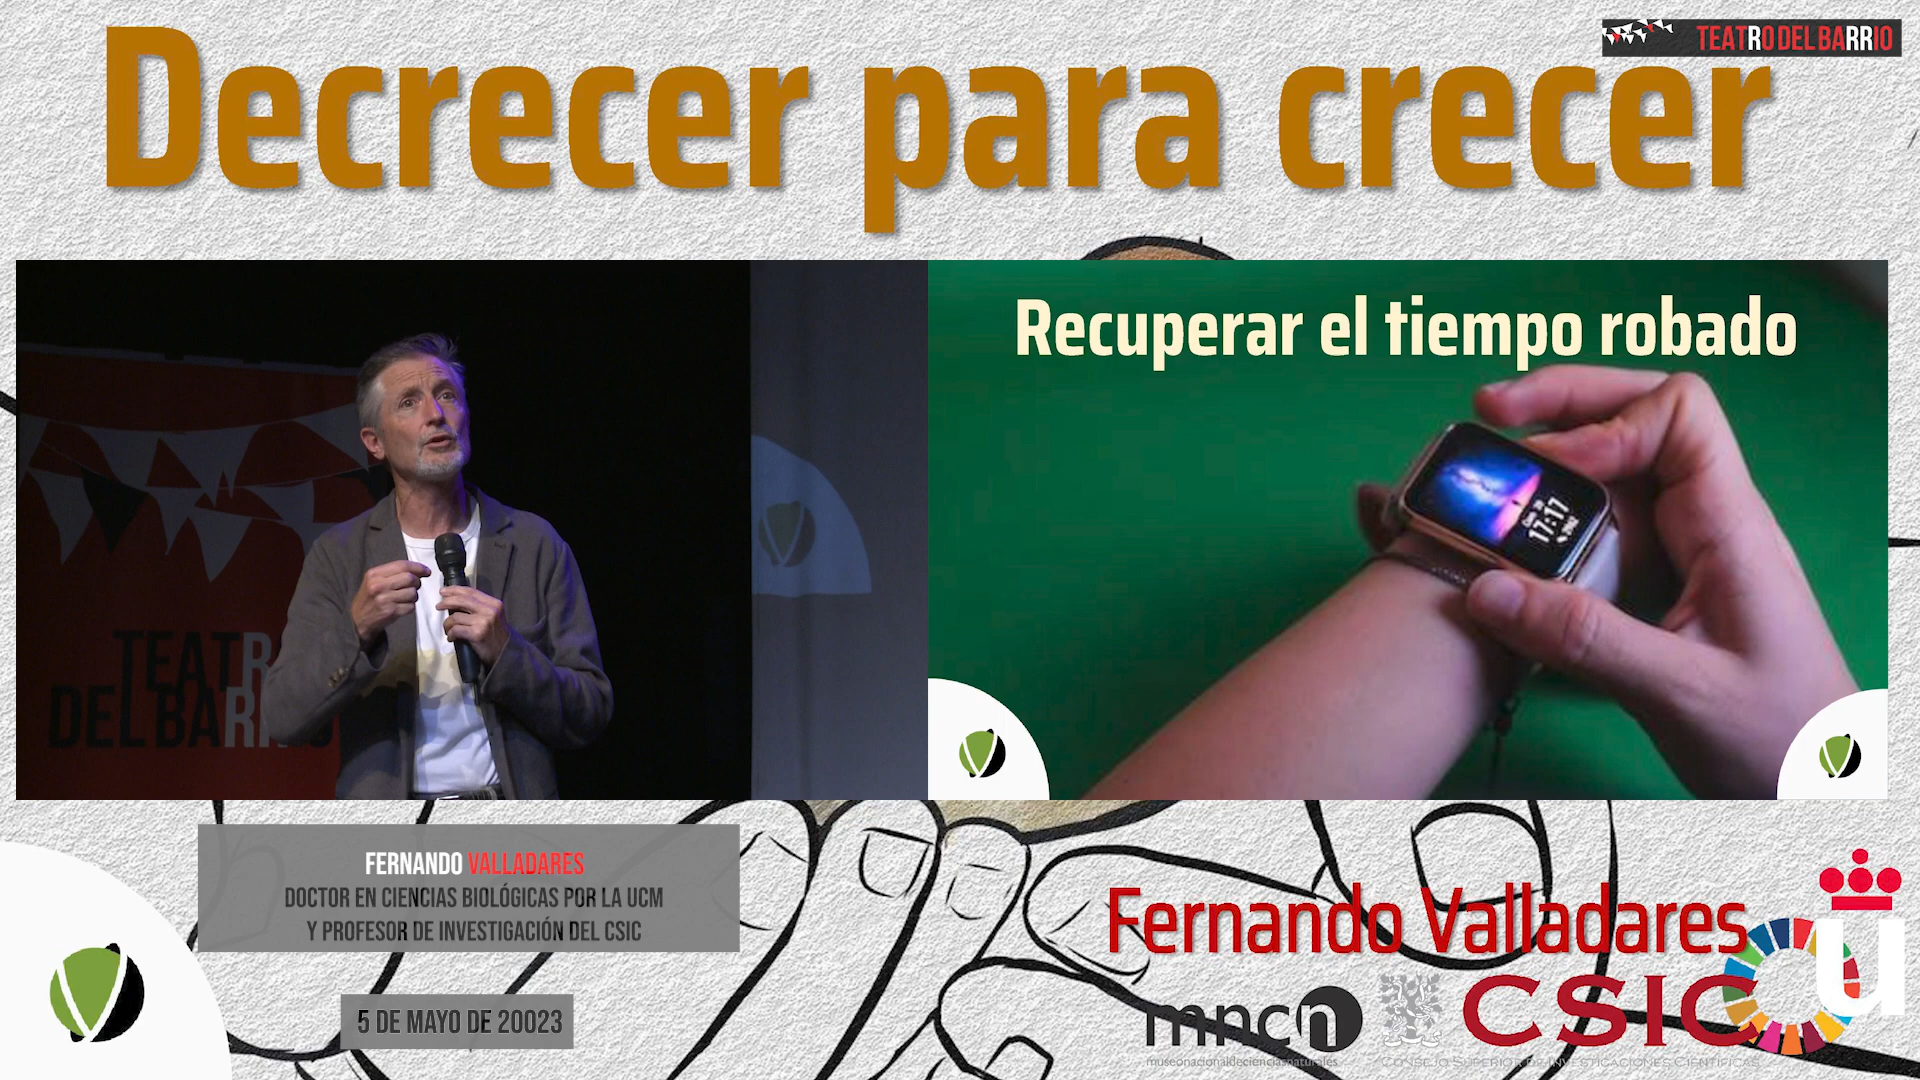 Decrecer para crecer
TEATRO DEL BARRIO
Recuperar el tiempo robado
17:17
TEATR
DEL BARRIO
FERNANDO VALLADARES
DOCTOR EN CIENCIAS BIOLÓGICAS POR LA UCM
Y PROFESOR DE INVESTIGACIÓN DEL CSIC
5 DE MAYO DE 20023
Fernando Valladares
mncn
museonacionaldecienciasnaturales
CSIC
CONSEJO SUPERIOR DE INVESTIGACIONES CIENTÍFICAS
u